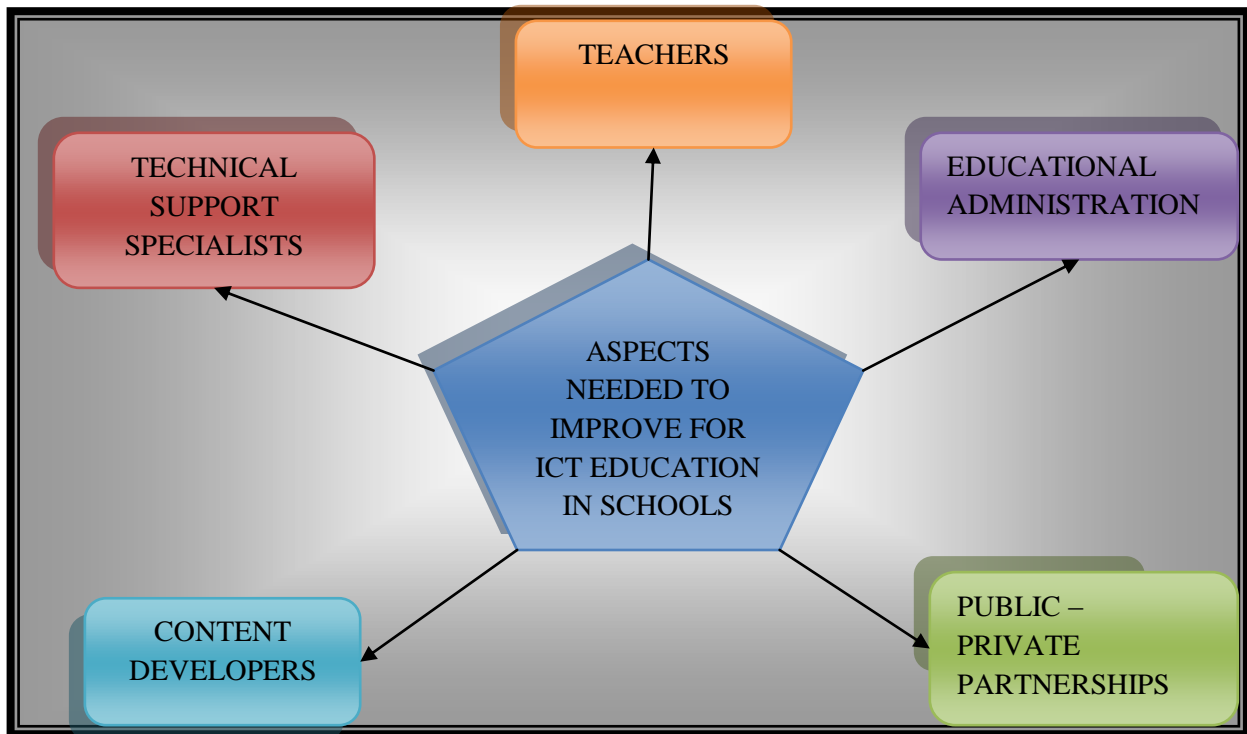 TEACHERS
TECHNICAL
SUPPORT
SPECIALISTS
EDUCATIONAL
ADMINISTRATION
ASPECTS
NEEDED TO
IMPROVE FOR
ICT EDUCATION
IN SCHOOLS
CONTENT
DEVELOPERS
PUBLIC –
PRIVATE
PARTNERSHIPS